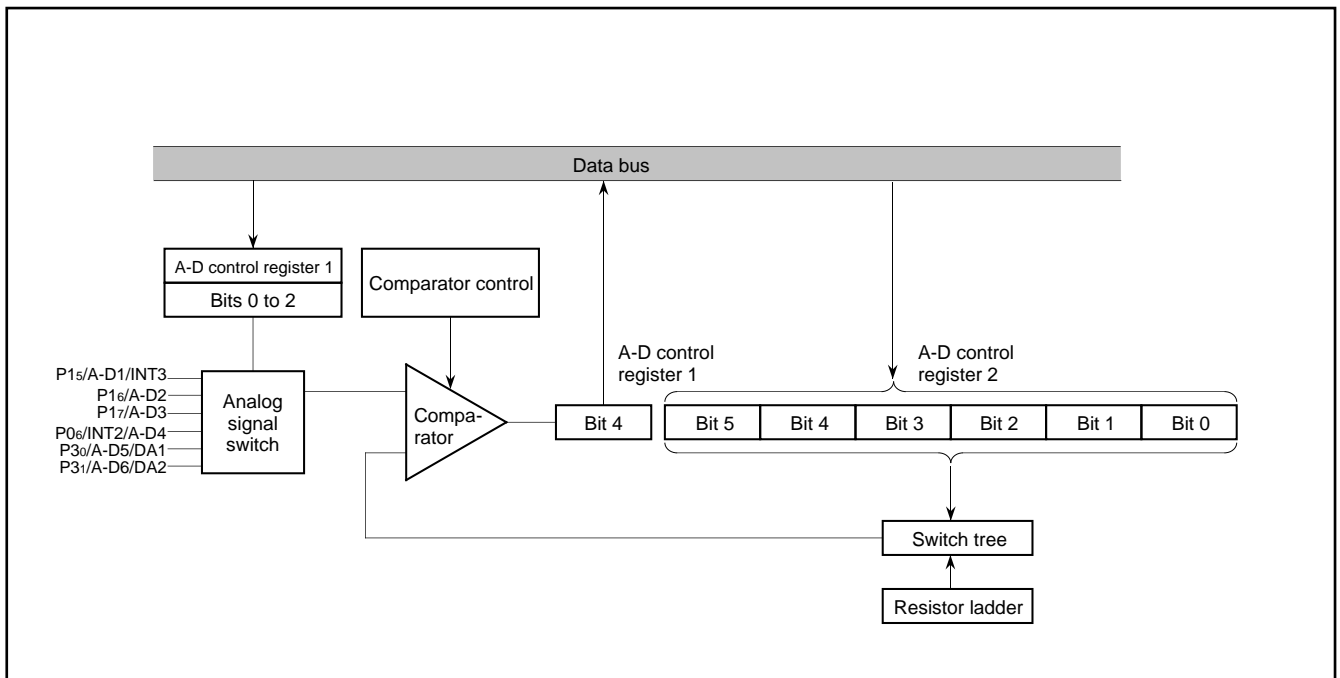 Data bus
A-D control register 1
Bits 0 to 2
Comparator control
A-D control
register 1
A-D control
register 2
P15/A-D1/INT3
P16/A-D2
P17/A-D3
P06/INT2/A-D4
P30/A-D5/DA1
P31/A-D6/DA2
Analog
signal
switch
Compa-
rator
Bit 4
Bit 5
Bit 4
Bit 3
Bit 2
Bit 1
Bit 0
Switch tree
Resistor ladder